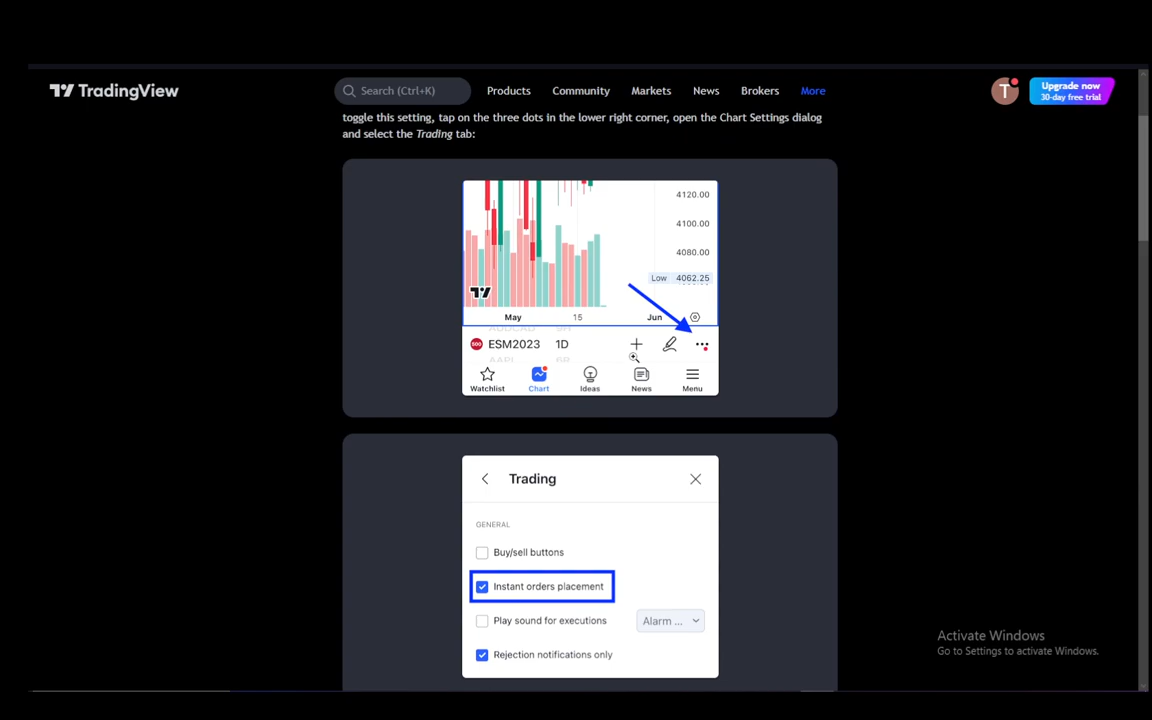 TradingView
Search (Ctrl+K)
Products
Community
Markets
News
Brokers
More
T
Upgrade now
30-day free trial
toggle this setting, tap on the three dots in the lower right corner, open the Chart Settings dialog
and select the Trading tab:
4120.00
4100.00
4080.00
Low 4062.25
May 15 Jun
500 ESM2023 1D
Watchlist Chart Ideas News Menu
Trading
GENERAL
Buy/sell buttons
Instant orders placement
Play sound for executions
Alarm ...
Rejection notifications only
Activate Windows
Go to Settings to activate Windows.